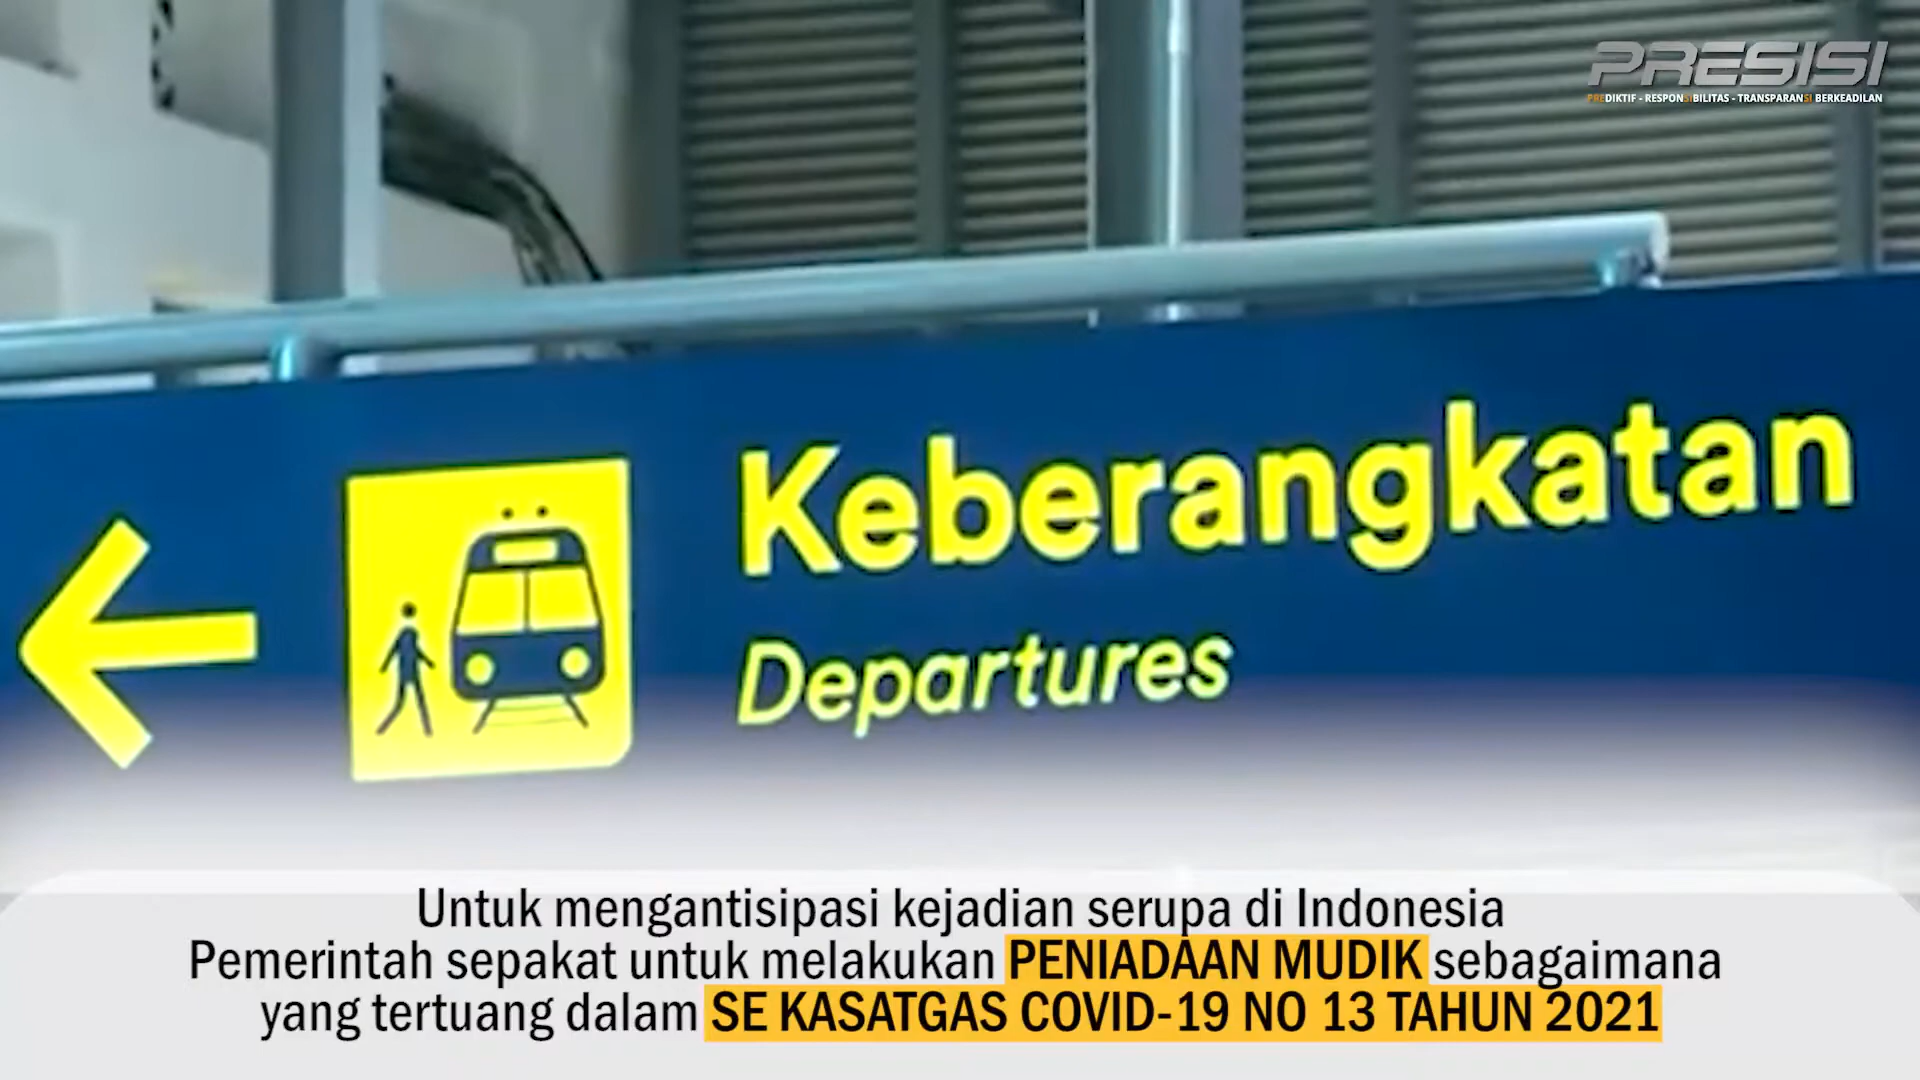 PRESISI
PREDIKTIF - RESPONSIBILITAS - TRANSPARANSI BERKEADILAN
Keberangkatan
Departures
Untuk mengantisipasi kejadian serupa di Indonesia
Pemerintah sepakat untuk melakukan PENIADAAN MUDIK sebagaimana
yang tertuang dalam SE KASATGAS COVID-19 NO 13 TAHUN 2021